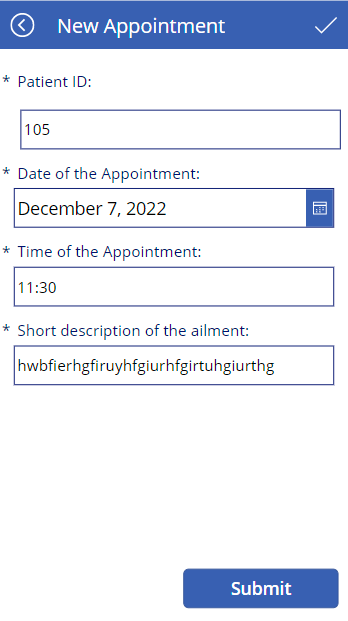 New Appointment
* Patient ID:
105
* Date of the Appointment:
December 7, 2022
* Time of the Appointment:
11:30
* Short description of the ailment:
hwbfierhgfiruyhfgiurhfgirtuhgiurthg
Submit